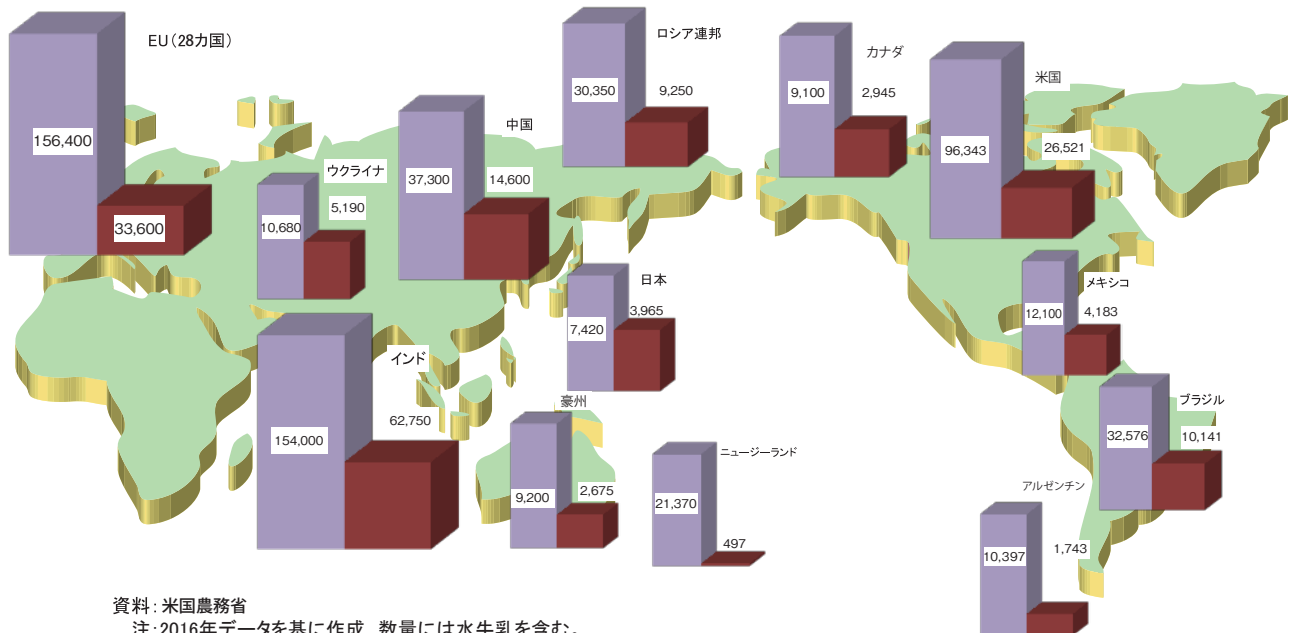 EU（28カ国）
156,400
33,600
ウクライナ
10,680
5,190
中国
37,300
14,600
ロシア連邦
30,350
9,250
カナダ
9,100
2,945
米国
96,343
26,521
日本
7,420
3,965
メキシコ
12,100
4,183
インド
154,000
62,750
豪州
9,200
2,675
ニュージーランド
21,370
497
ブラジル
32,576
10,141
アルゼンチン
10,397
1,743
資料：米国農務省
注：2016年データを基に作成、数量には水牛乳を含む。